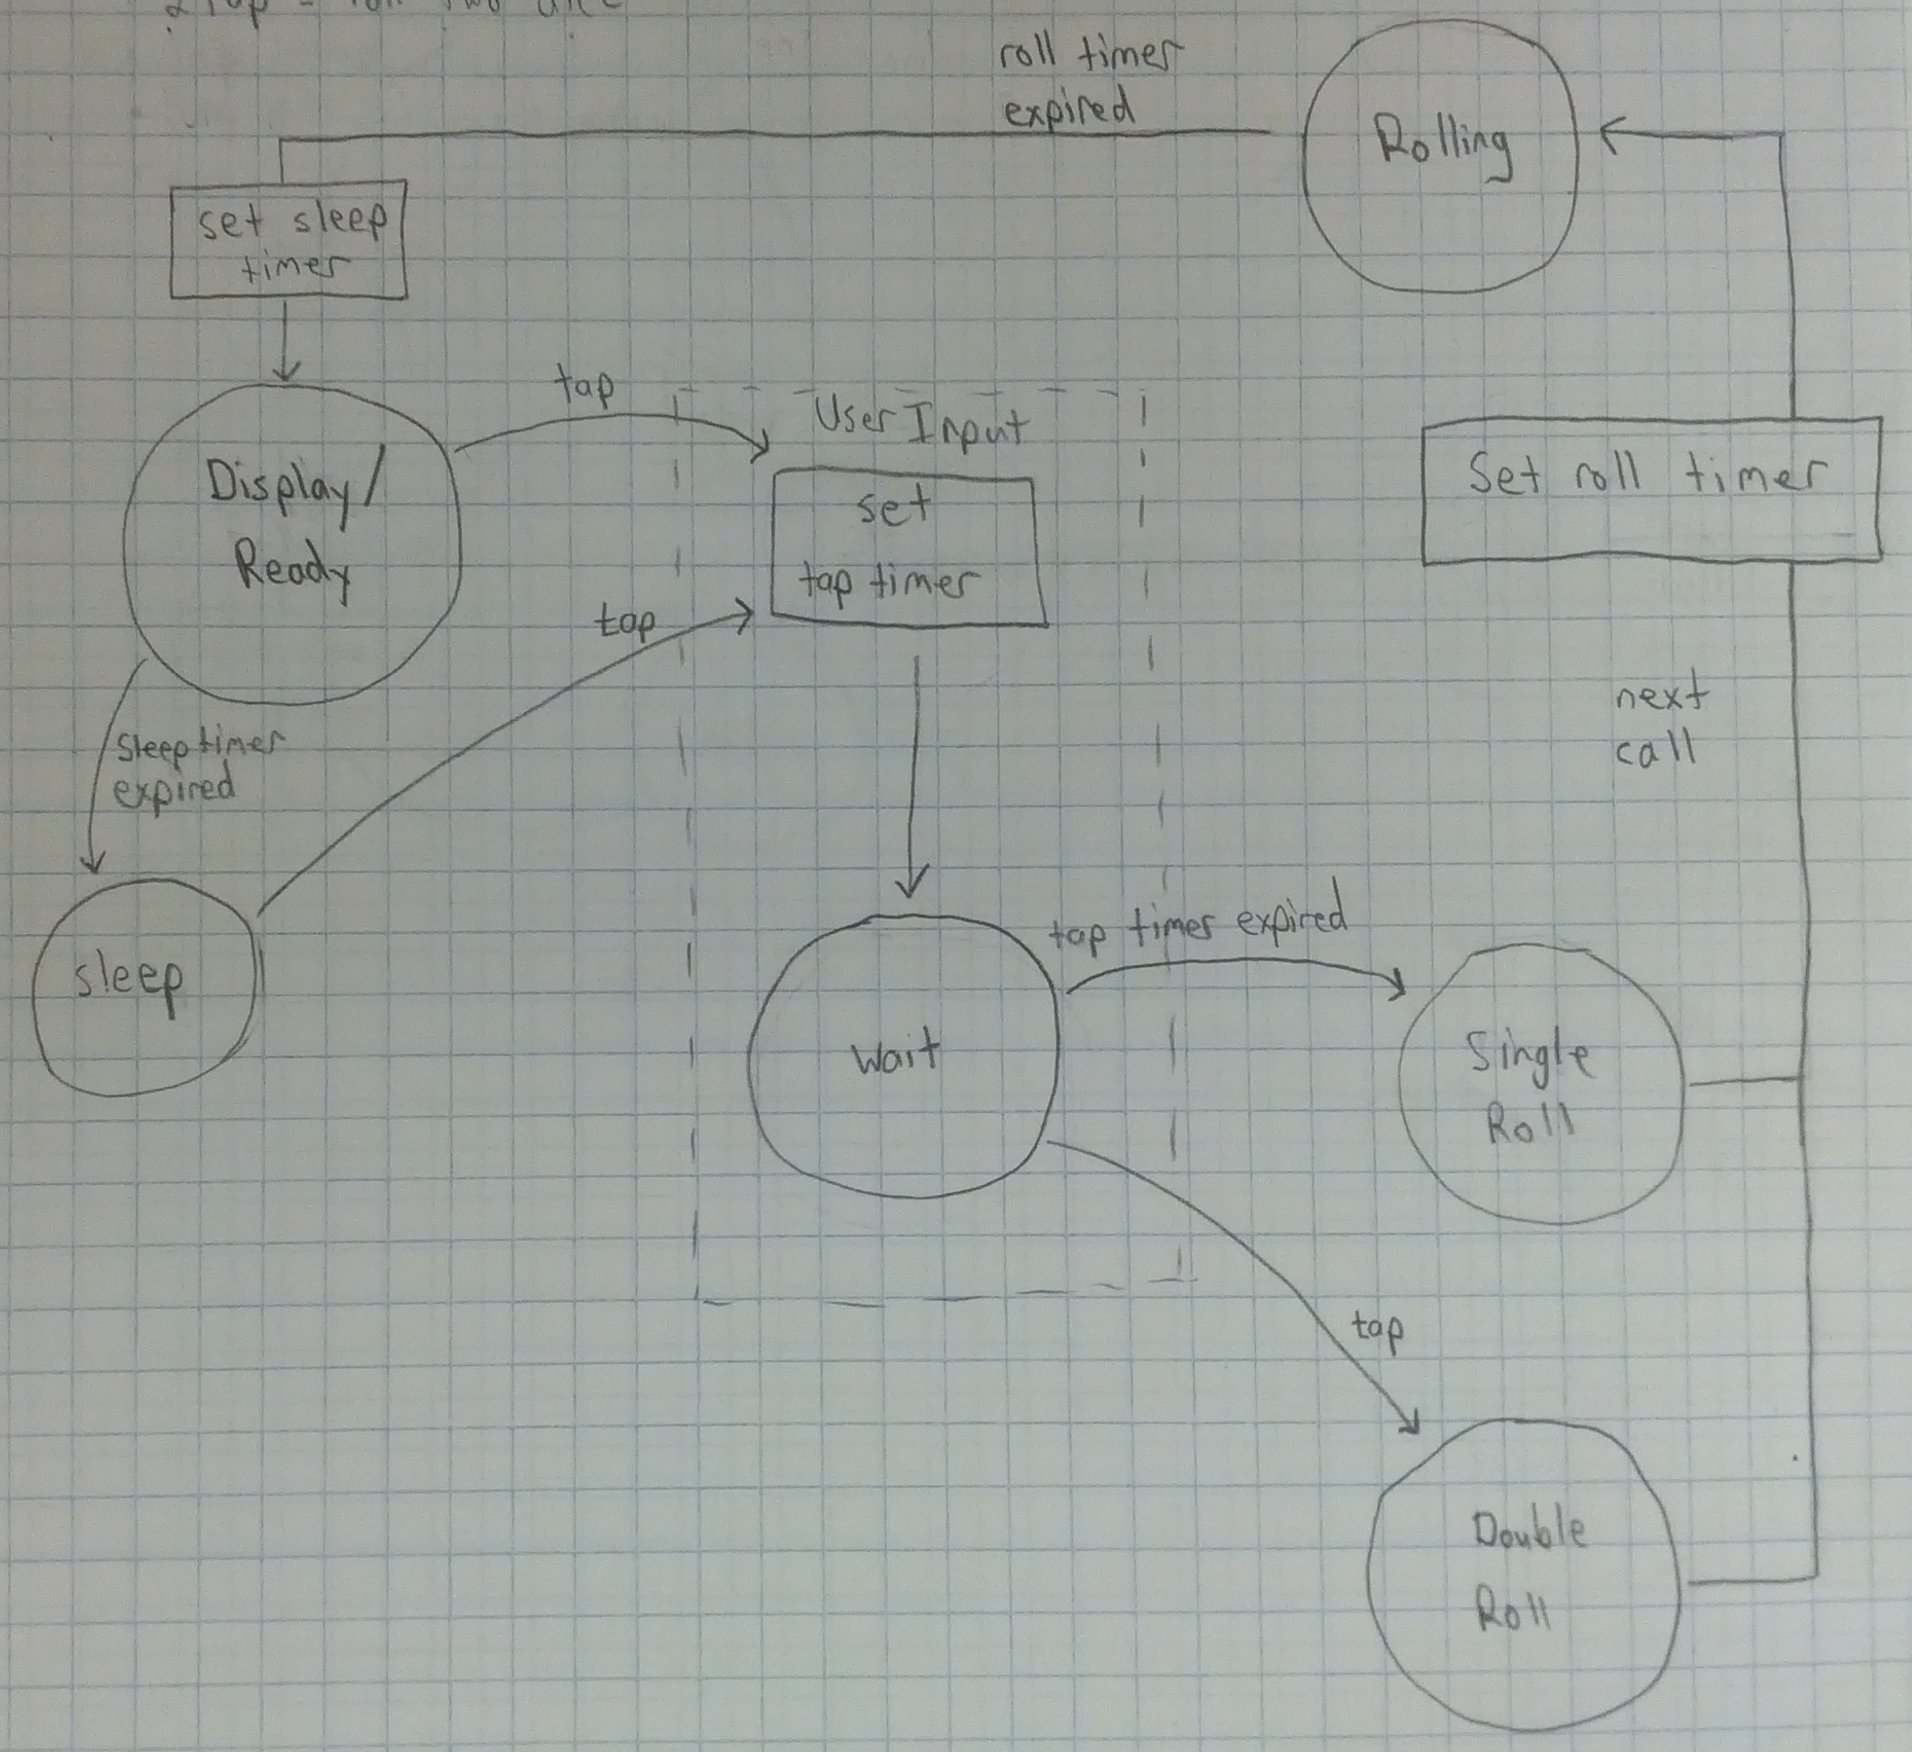 roll timer
expired
Rolling
set sleep
timer
tap
User Input
Display/
Ready
set
tap timer
Set roll timer
tap
next
call
Sleep timer
expired
tap timer expired
sleep
Wait
Single
Roll
tap
Double
Roll